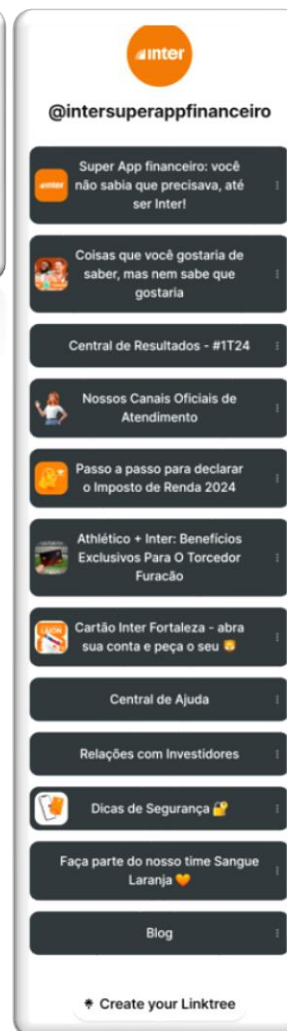 inter
@intersuperappfinanceiro
inter
Super App financeiro: você
não sabia que precisava, até
ser Inter!
Coisas que você gostaria de
saber, mas nem sabe que
gostaria
Central de Resultados - #1T24
Nossos Canais Oficiais de
Atendimento
Passo a passo para declarar
o Imposto de Renda 2024
Athlético + Inter: Benefícios
Exclusivos Para O Torcedor
Furacão
Cartão Inter Fortaleza - abra
sua conta e peça o seu 🦁
Central de Ajuda
Relações com Investidores
Dicas de Segurança 🔐
Faça parte do nosso time Sangue
Laranja 🧡
Blog
Create your Linktree